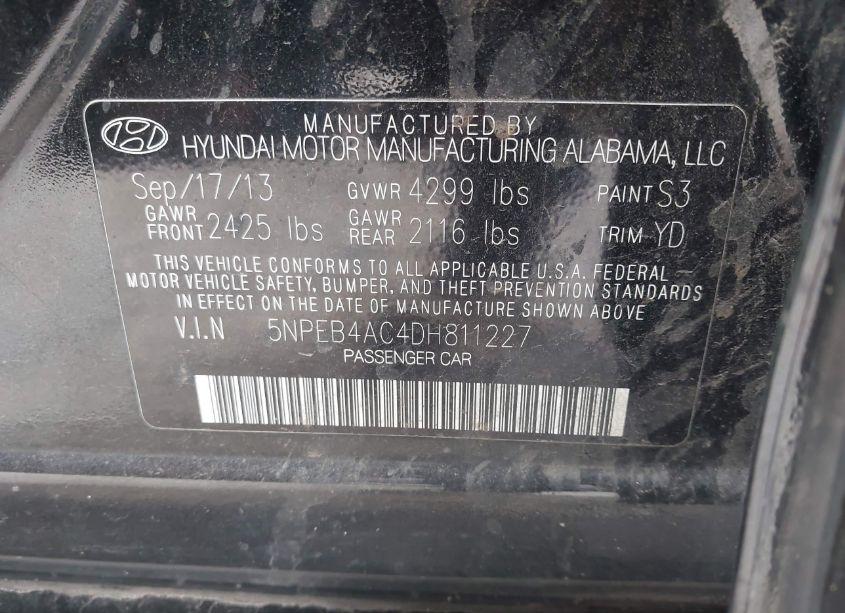 MANUFACTURED BY
HYUNDAI MOTOR MANUFACTURING ALABAMA, LLC
Sep/17/13 GVWR 4299 lbs PAINT S3
GAWR FRONT 2425 lbs GAWR REAR 2116 lbs TRIM YD
THIS VEHICLE CONFORMS TO ALL APPLICABLE U.S.A. FEDERAL
MOTOR VEHICLE SAFETY, BUMPER, AND THEFT PREVENTION STANDARDS
IN EFFECT ON THE DATE OF MANUFACTURE SHOWN ABOVE
V.I.N 5NPEB4AC4DH811227
PASSENGER CAR